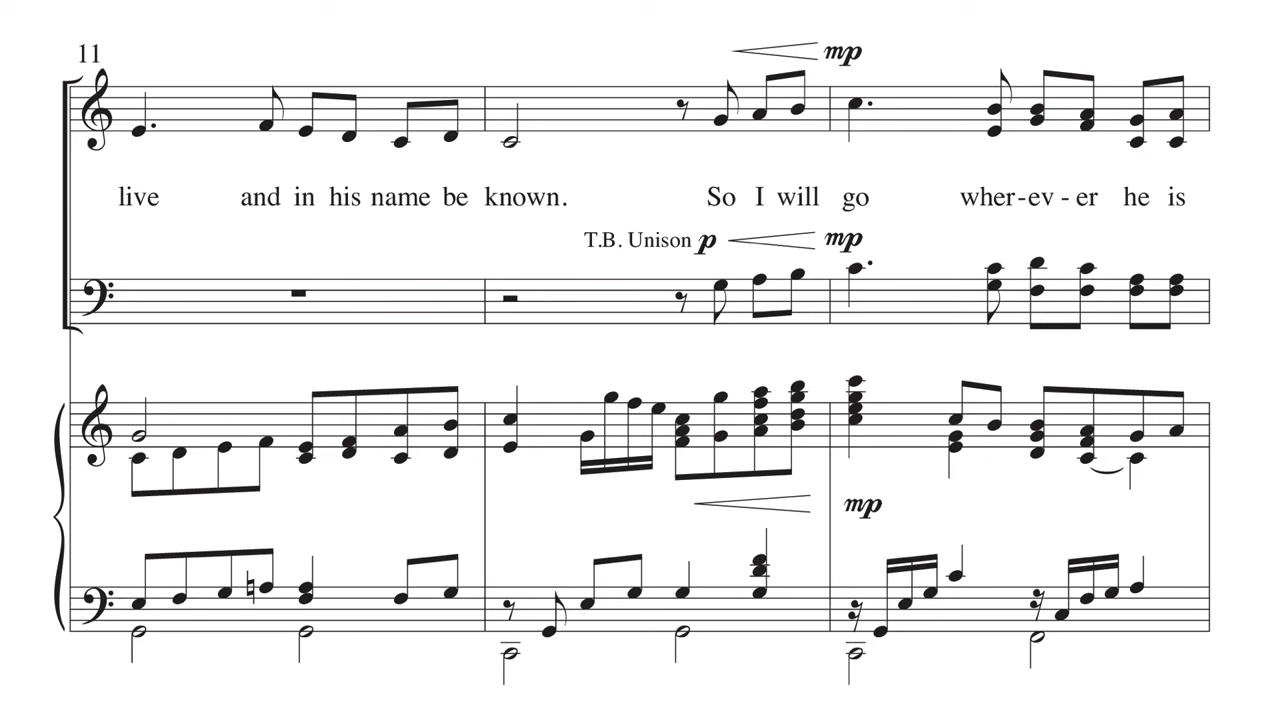 11
mp
live and in his name be known. So I will go wher-ev - er he is
T.B. Unison p mp
mp